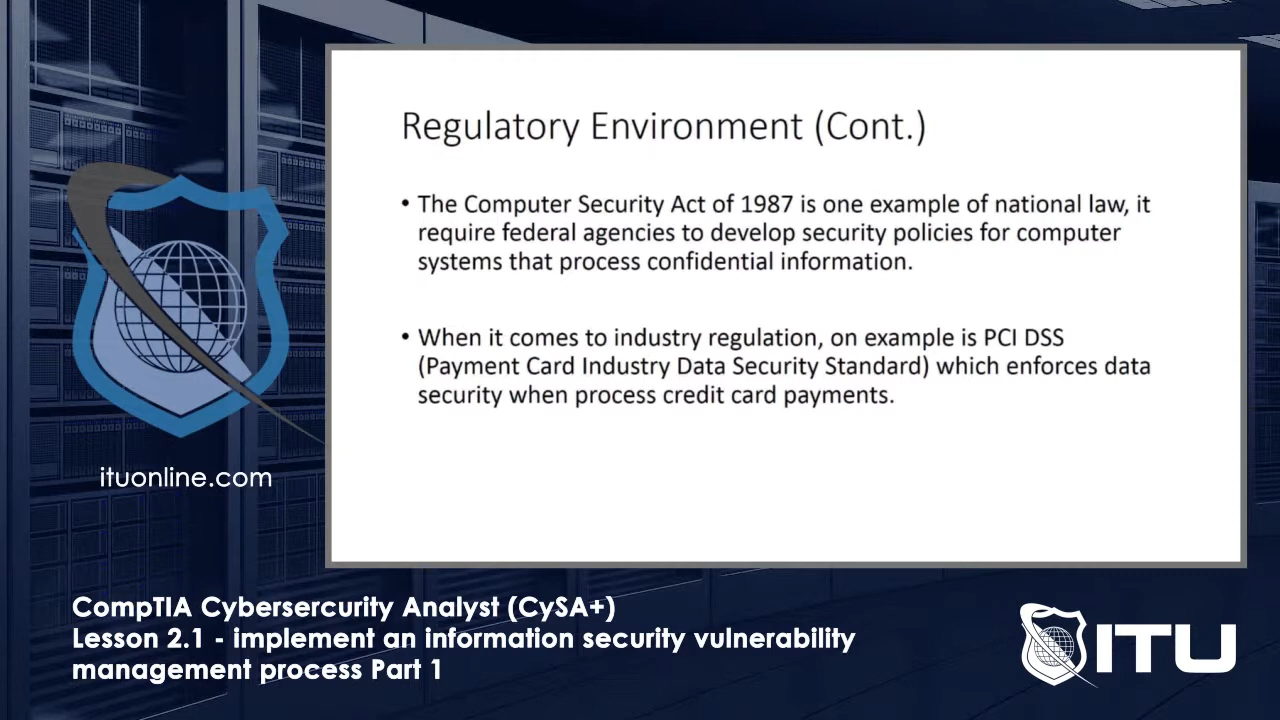 Regulatory Environment (Cont.)
• The Computer Security Act of 1987 is one example of national law, it
require federal agencies to develop security policies for computer
systems that process confidential information.
• When it comes to industry regulation, on example is PCI DSS
(Payment Card Industry Data Security Standard) which enforces data
security when process credit card payments.
ituonline.com
CompTIA Cybersercurity Analyst (CySA+)
Lesson 2.1 - implement an information security vulnerability
management process Part 1
ITU